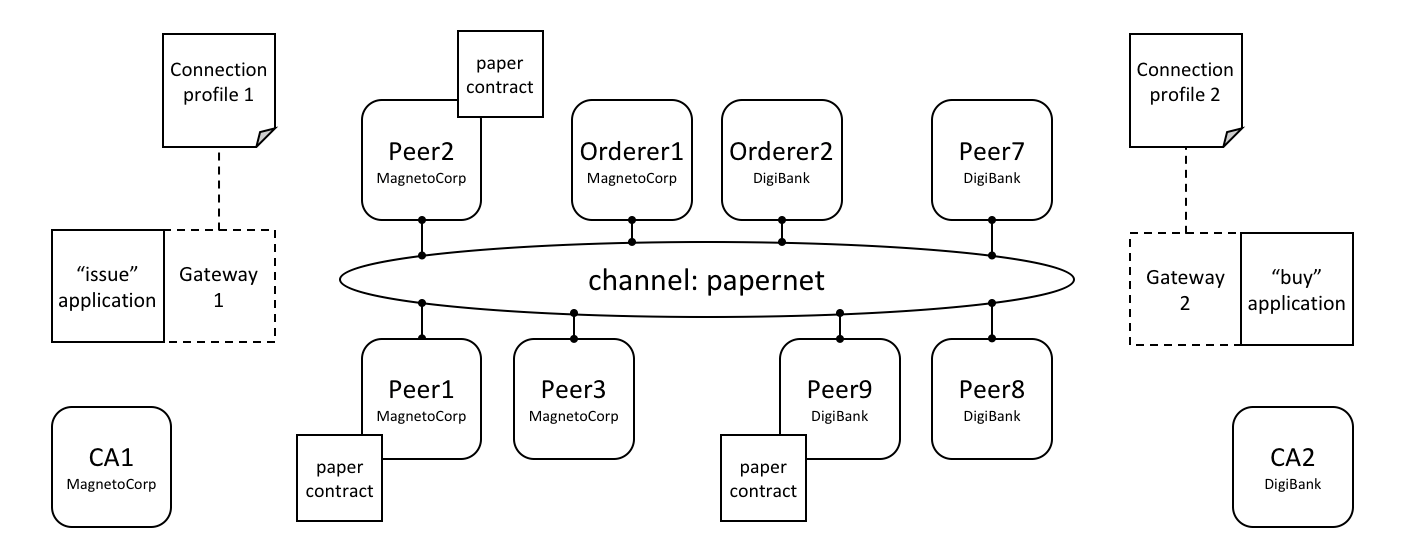 Connection
profile 1
paper
contract
Connection
profile 2
Peer2
MagnetoCorp
Orderer1
MagnetoCorp
Orderer2
DigiBank
Peer7
DigiBank
“issue”
application
Gateway
1
channel: papernet
Gateway
2
“buy”
application
Peer1
MagnetoCorp
Peer3
MagnetoCorp
Peer9
DigiBank
Peer8
DigiBank
CA1
MagnetoCorp
paper
contract
paper
contract
CA2
DigiBank